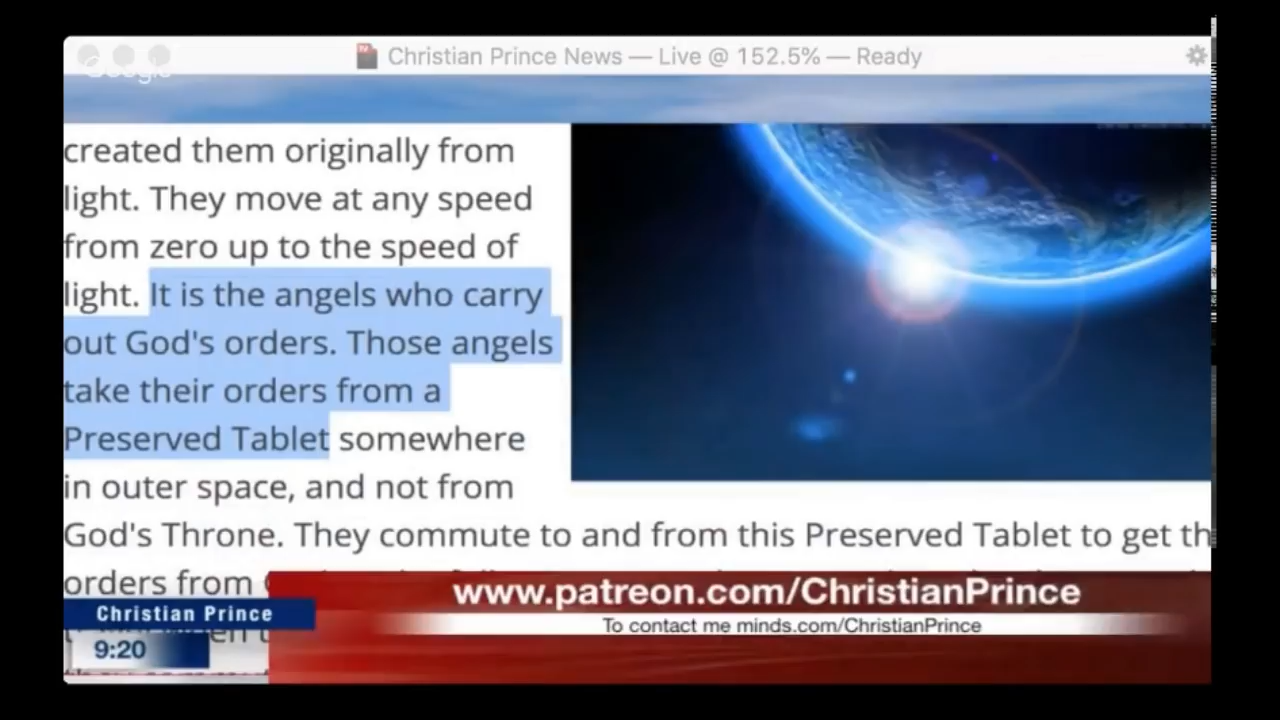 Christian Prince News — Live @ 152.5% — Ready
Google
created them originally from
light. They move at any speed
from zero up to the speed of
light. It is the angels who carry
out God's orders. Those angels
take their orders from a
Preserved Tablet somewhere
in outer space, and not from
God's Throne. They commute to and from this Preserved Tablet to get th
orders from
www.patreon.com/ChristianPrince
Christian Prince
To contact me minds.com/ChristianPrince
9:20